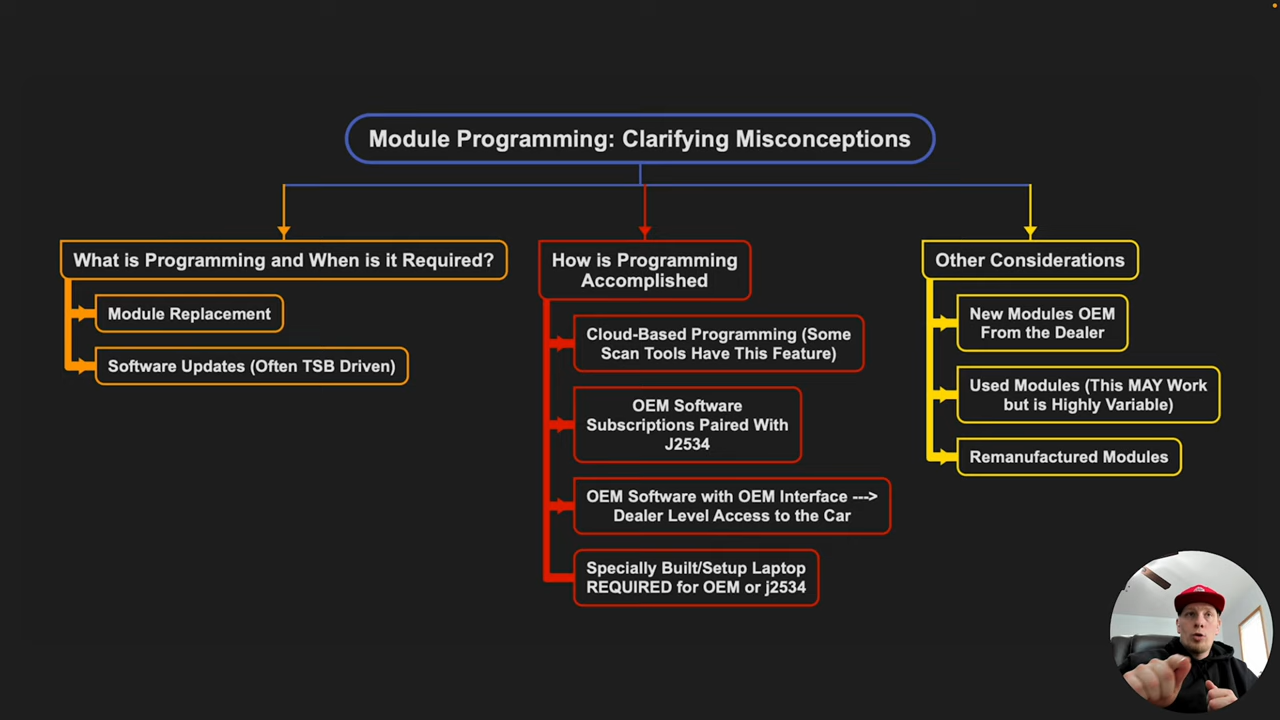 Module Programming: Clarifying Misconceptions
What is Programming and When is it Required?
Module Replacement
Software Updates (Often TSB Driven)
How is Programming
Accomplished
Cloud-Based Programming (Some
Scan Tools Have This Feature)
OEM Software
Subscriptions Paired With
J2534
OEM Software with OEM Interface --->
Dealer Level Access to the Car
Specially Built/Setup Laptop
REQUIRED for OEM or j2534
Other Considerations
New Modules OEM
From the Dealer
Used Modules (This MAY Work
but is Highly Variable)
Remanufactured Modules